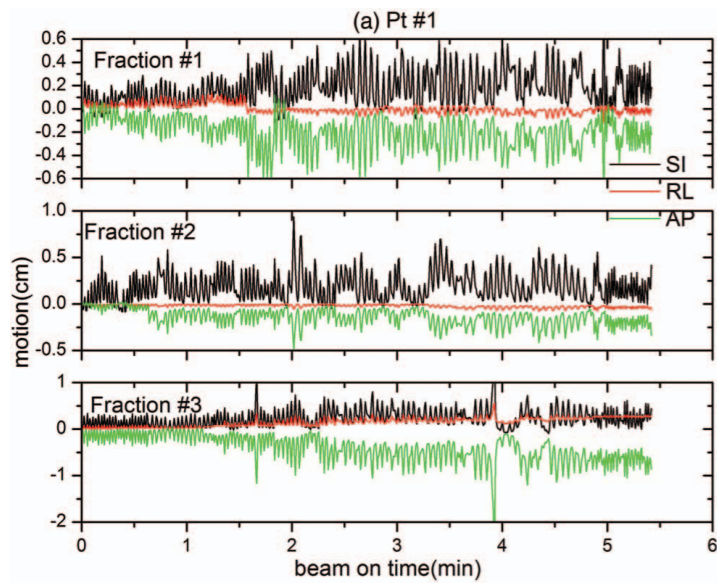 (a) Pt #1
0.6
Fraction #1
0.4
0.2
0.0
-0.2
-0.4
-0.6
SI
RL
AP
1.0
Fraction #2
0.5
0.0
-0.5
motion(cm)
1
Fraction #3
0
-1
-2
0 1 2 3 4 5 6
beam on time(min)